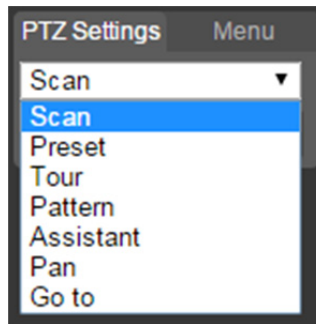 PTZ Settings Menu
Scan
Scan
Preset
Tour
Pattern
Assistant
Pan
Go to